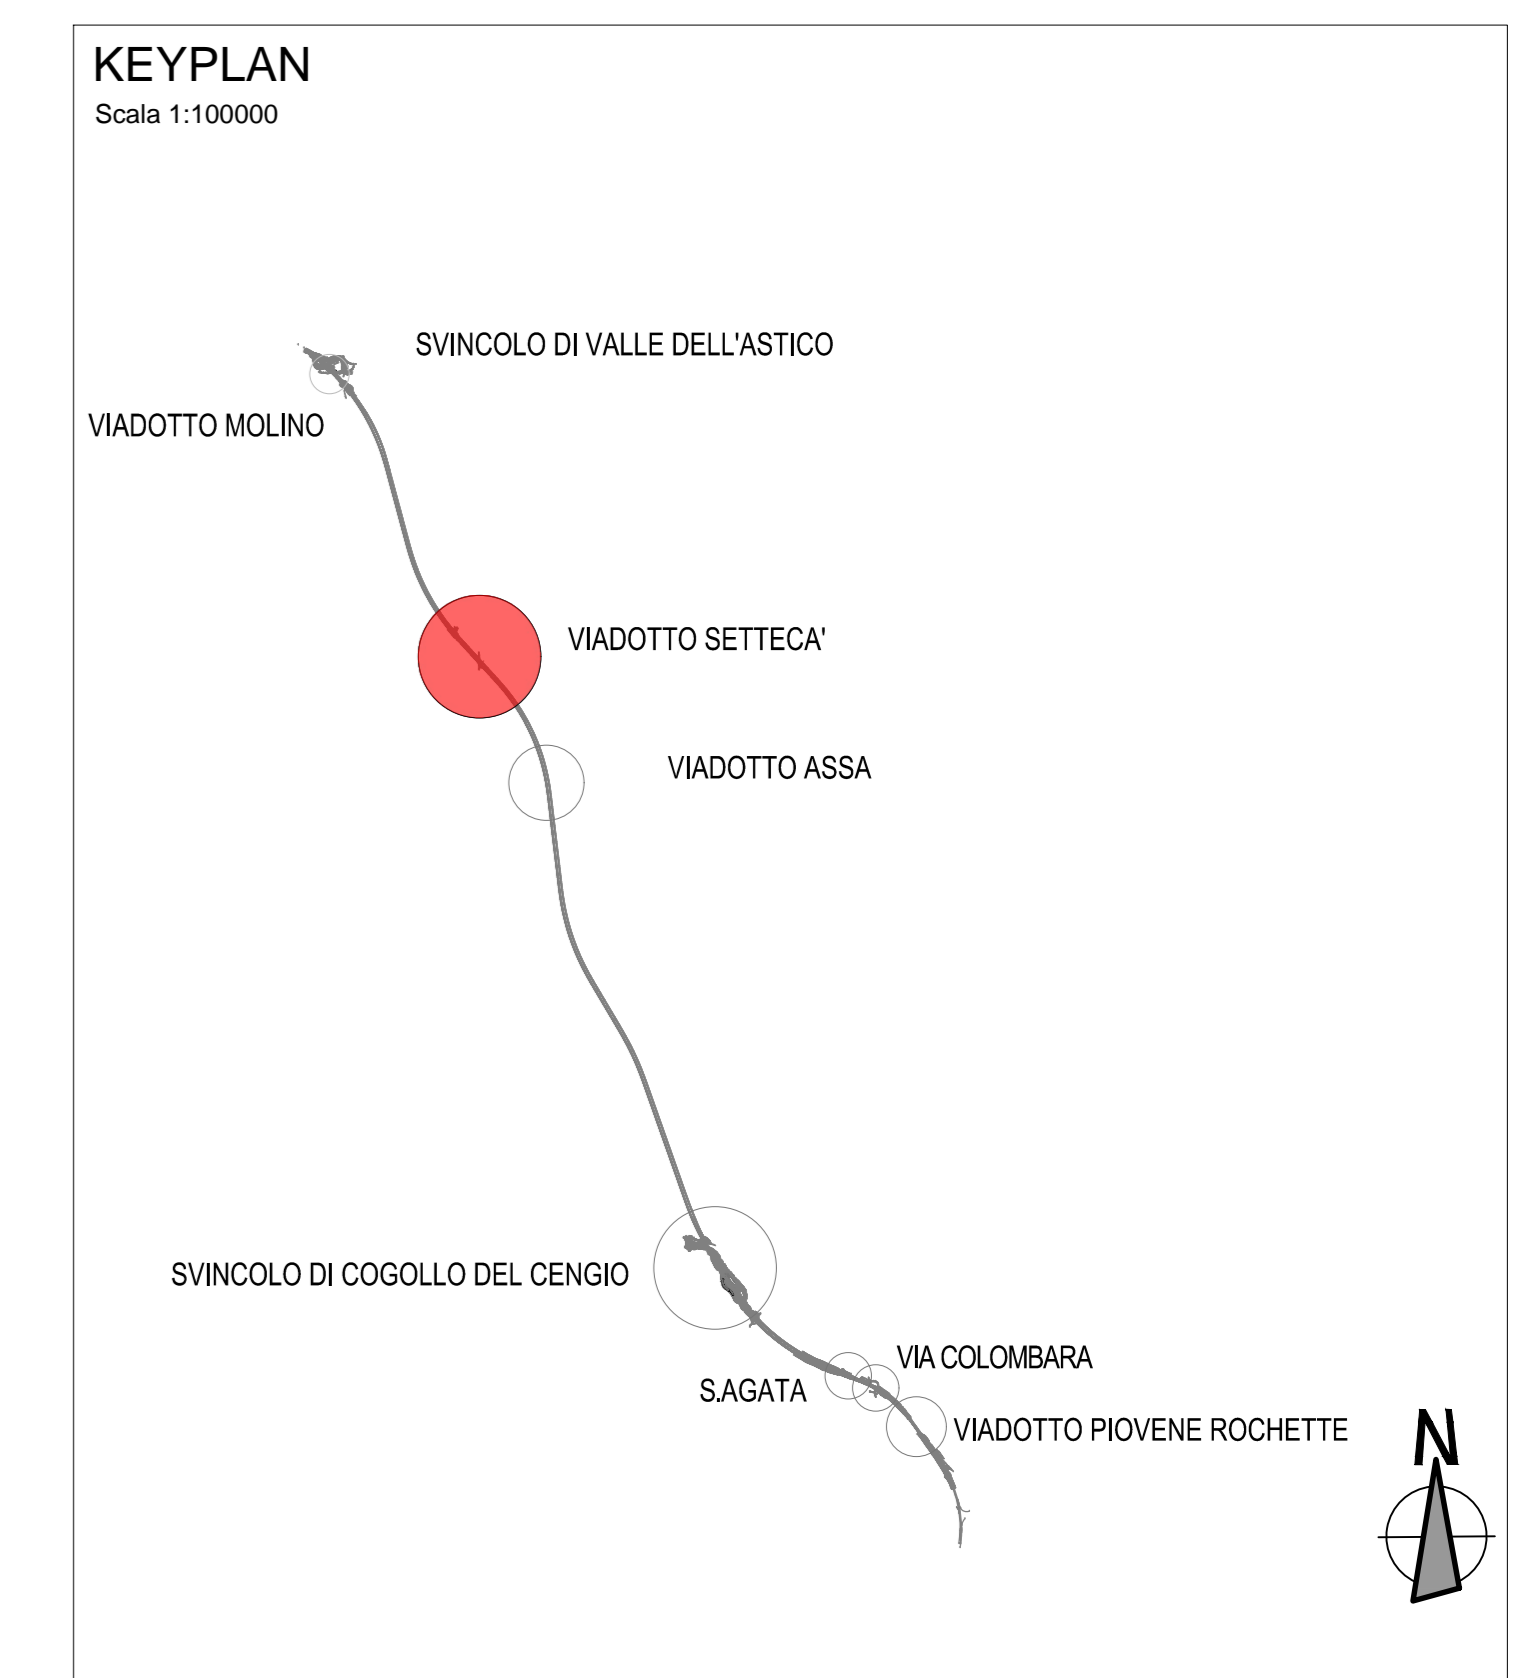 KEYPLAN
Scala 1:100000
SVINCOLO DI VALLE DELL'ASTICO
VIADOTTO MOLINO
VIADOTTO SETTECA'
VIADOTTO ASSA
SVINCOLO DI COGOLLO DEL CENGIO
VIA COLOMBARA
S.AGATA
VIADOTTO PIOVENE ROCHETTE
N